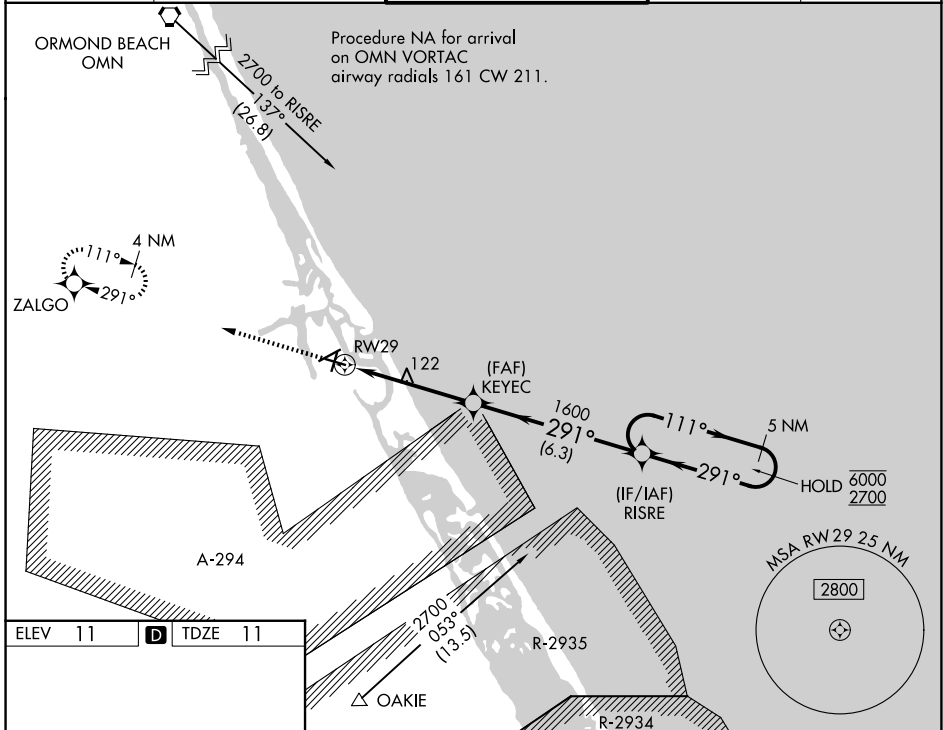 ORMOND BEACH
OMN
Procedure NA for arrival
on OMN VORTAC
airway radials 161 CW 211.
2700 to RISRE
137°
(26.8)
4 NM
111°
291°
ZALGO
RW29
122
(FAF)
KEYEC
1600
291°
(6.3)
111°
5 NM
291°
HOLD 6000
2700
(IF/IAF)
RISRE
A-294
MSA RW29 25 NM
2800
2700
053°
(13.5)
R-2935
OAKIE
R-2934
ELEV 11 D TDZE 11